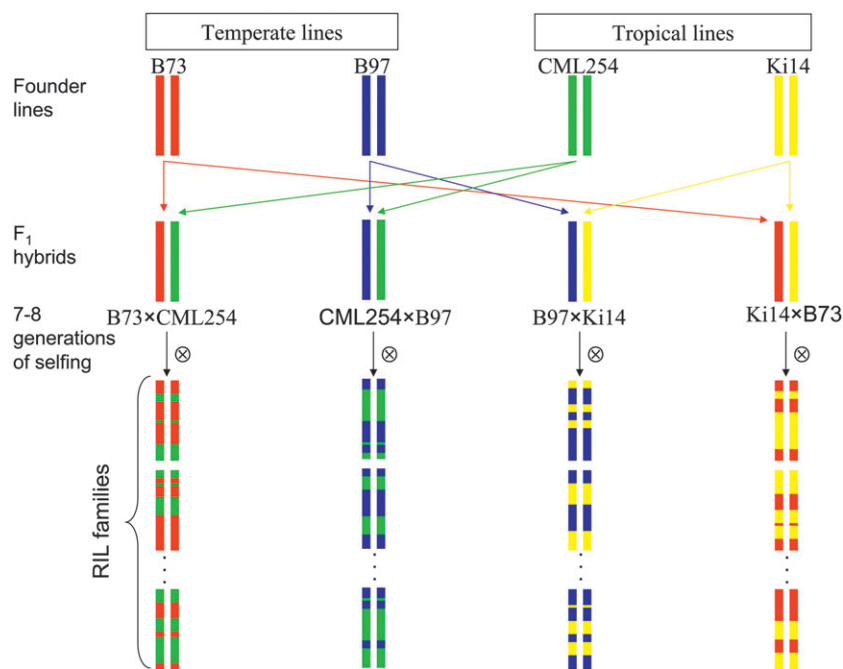 Temperate lines
Tropical lines
B73
B97
CML254
Ki14
Founder
lines
F1
hybrids
B73×CML254
CML254×B97
B97×Ki14
Ki14×B73
7-8
generations
of selfing
RIL families